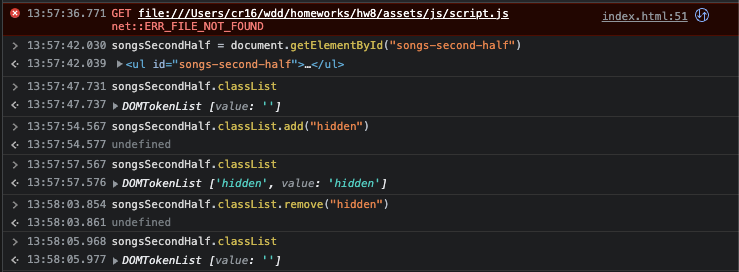 13:57:36.771 GET file:///Users/cr16/wdd/homeworks/hw8/assets/js/script.js index.html:51
net::ERR_FILE_NOT_FOUND
> 13:57:42.030 songsSecondHalf = document.getElementById("songs-second-half")
13:57:42.039 ▶<ul id="songs-second-half">…</ul>
> 13:57:47.731 songsSecondHalf.classList
13:57:47.737 ▶DOMTokenList [value: '']
> 13:57:54.567 songsSecondHalf.classList.add("hidden")
13:57:54.577 undefined
> 13:57:57.567 songsSecondHalf.classList
13:57:57.576 ▶DOMTokenList ['hidden', value: 'hidden']
> 13:58:03.854 songsSecondHalf.classList.remove("hidden")
13:58:03.861 undefined
> 13:58:05.968 songsSecondHalf.classList
13:58:05.977 ▶DOMTokenList [value: '']